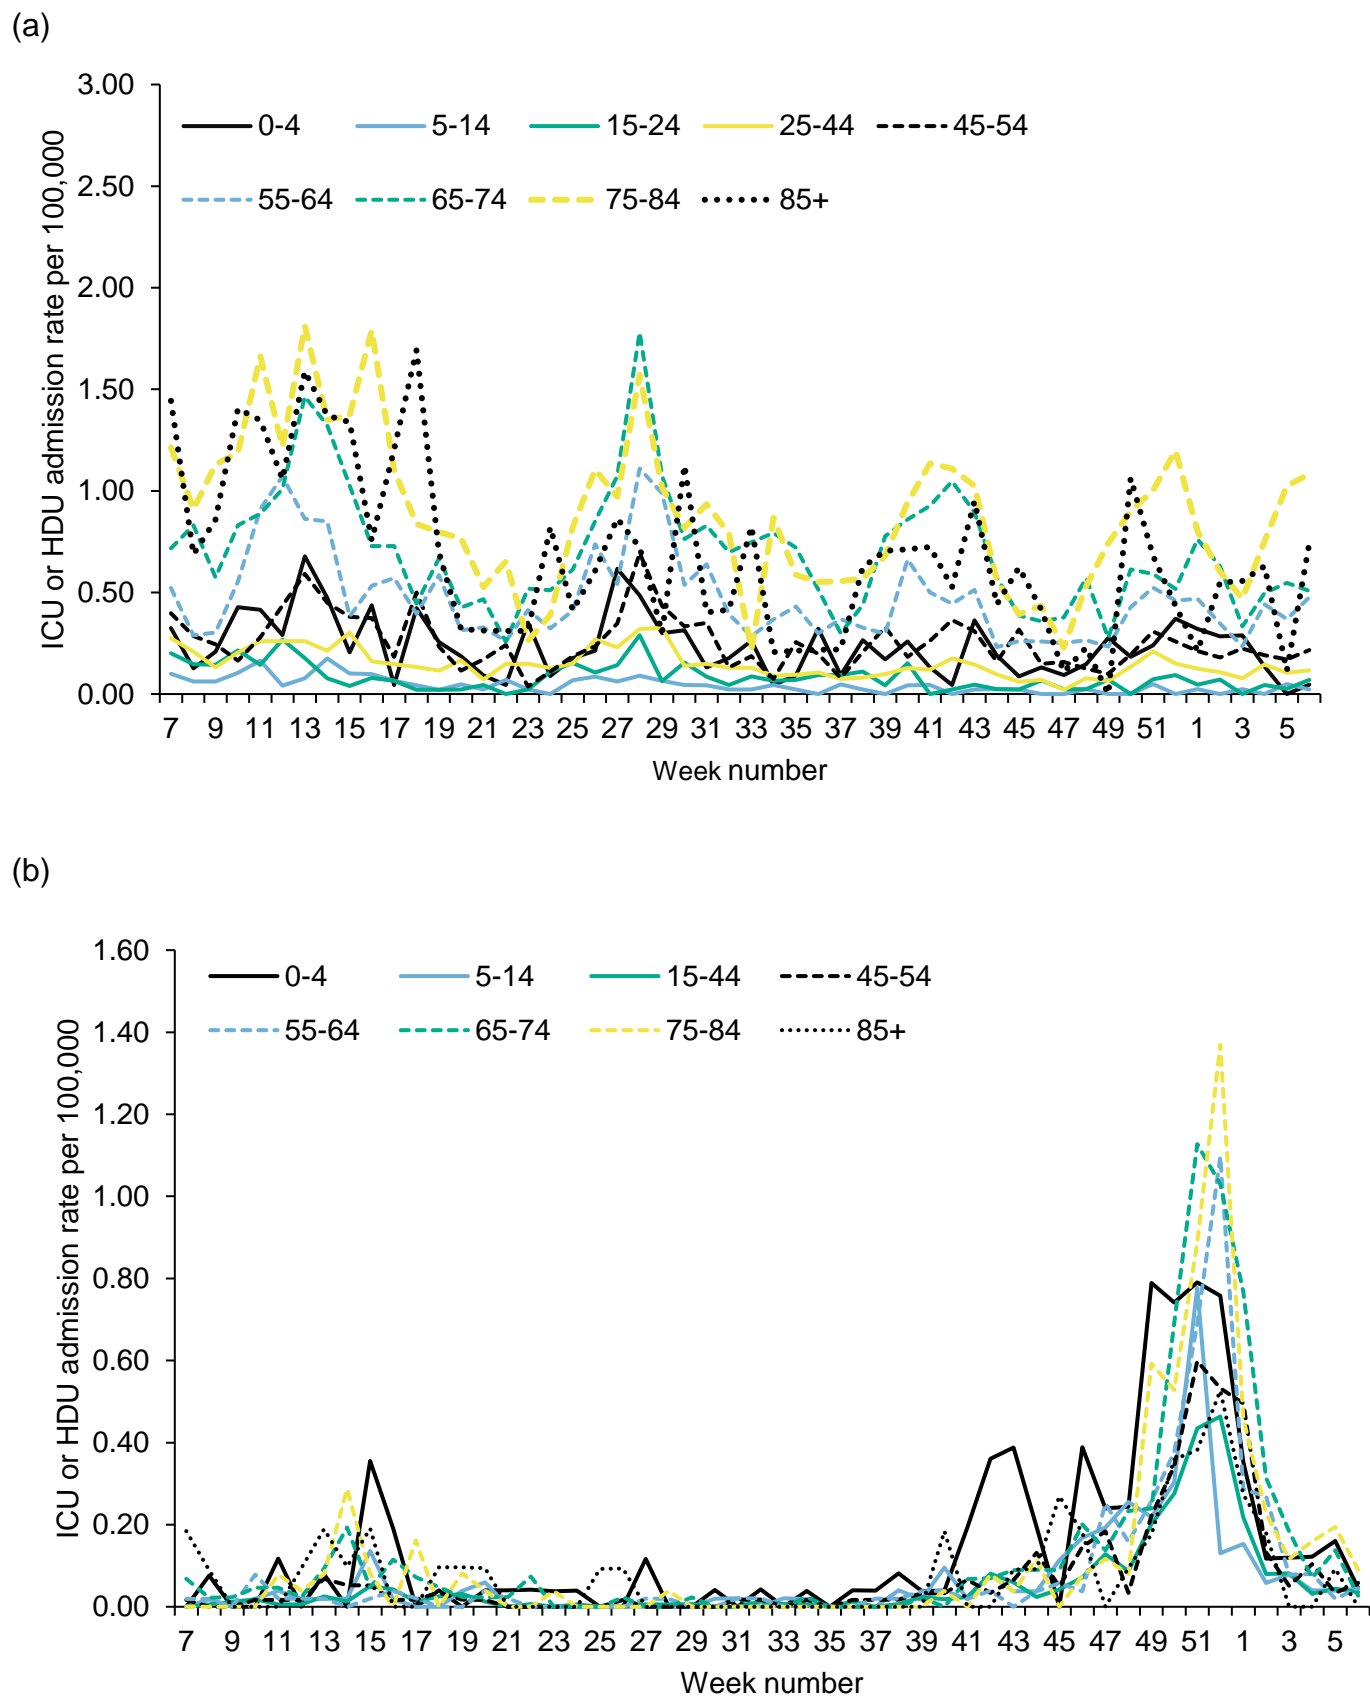 (a)
ICU or HDU admission rate per 100,000
3.00
2.50
2.00
1.50
1.00
0.50
0.00
0-4 5-14 15-24 25-44 45-54
55-64 65-74 75-84 85+
7 9 11 13 15 17 19 21 23 25 27 29 31 33 35 37 39 41 43 45 47 49 51 1 3 5
Week number
(b)
ICU or HDU admission rate per 100,000
1.60
1.40
1.20
1.00
0.80
0.60
0.40
0.20
0.00
0-4 5-14 15-44 45-54
55-64 65-74 75-84 85+
7 9 11 13 15 17 19 21 23 25 27 29 31 33 35 37 39 41 43 45 47 49 51 1 3 5
Week number